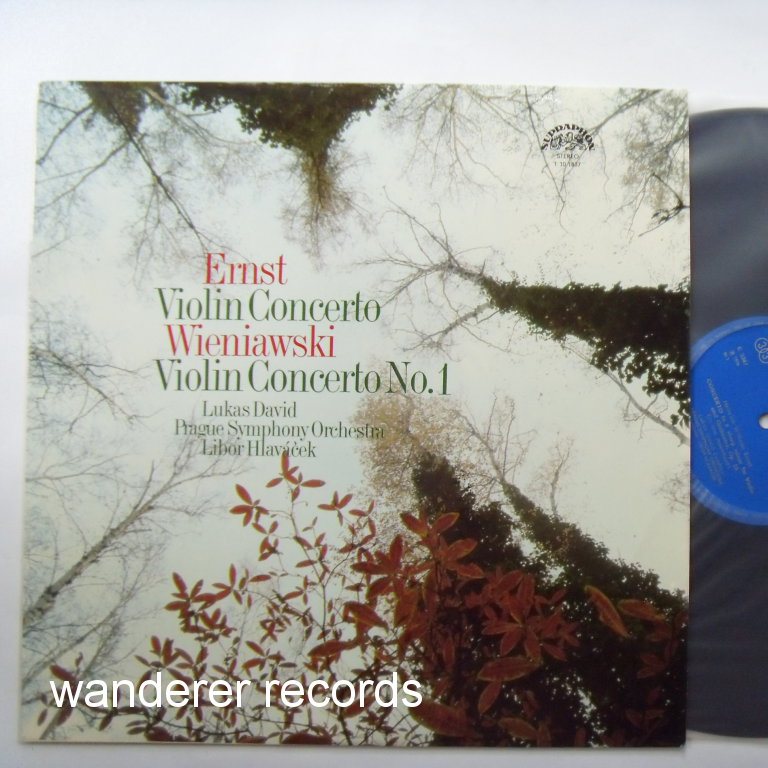 SUPRAPHON
STEREO
Ernst
Violin Concerto
Wieniawski
Violin Concerto No.1
Lukas David
Prague Symphony Orchestra
Libor Hlaváček
wanderer records